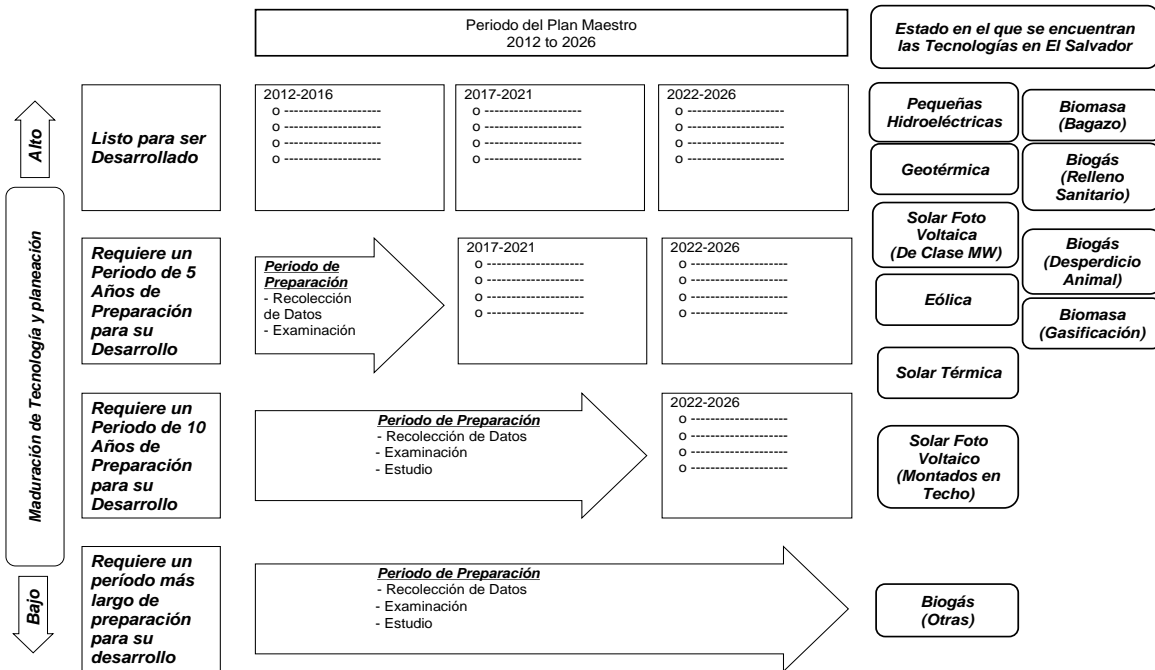 Periodo del Plan Maestro
2012 to 2026
Estado en el que se encuentran
las Tecnologías en El Salvador
Alto
Maduración de Tecnología y planeación
Bajo
Listo para ser
Desarrollado
2012-2016
o --------------------
o --------------------
o --------------------
o --------------------
2017-2021
o --------------------
o --------------------
o --------------------
o --------------------
2022-2026
o --------------------
o --------------------
o --------------------
o --------------------
Requiere un
Periodo de 5
Años de
Preparación
para su
Desarrollo
Periodo de
Preparación
- Recolección
de Datos
- Examinación
2017-2021
o --------------------
o --------------------
o --------------------
o --------------------
2022-2026
o --------------------
o --------------------
o --------------------
o --------------------
Requiere un
Periodo de 10
Años de
Preparación
para su
Desarrollo
Periodo de Preparación
- Recolección de Datos
- Examinación
- Estudio
2022-2026
o --------------------
o --------------------
o --------------------
o --------------------
Requiere un
período más
largo de
preparación
para su
desarrollo
Periodo de Preparación
- Recolección de Datos
- Examinación
- Estudio
Pequeñas
Hidroeléctricas
Biomasa
(Bagazo)
Geotérmica
Biogás
(Relleno
Sanitario)
Solar Foto
Voltaica
(De Clase MW)
Biogás
(Desperdicio
Animal)
Eólica
Biomasa
(Gasificación)
Solar Térmica
Solar Foto
Voltaico
(Montados en
Techo)
Biogás
(Otras)